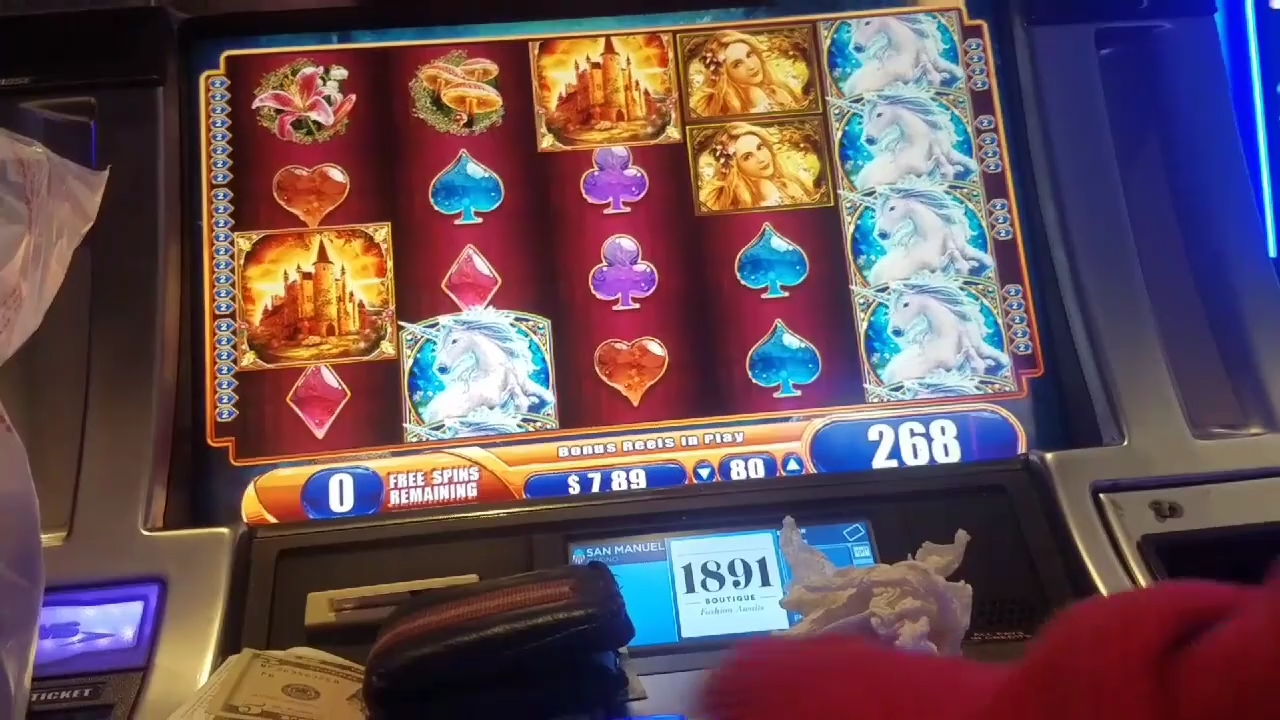 Bonus Reels in Play
0
FREE SPINS
REMAINING
$7.89
80
268
SAN MANUEL
1891
BOUTIQUE
Fashion Awaits
TICKET
5